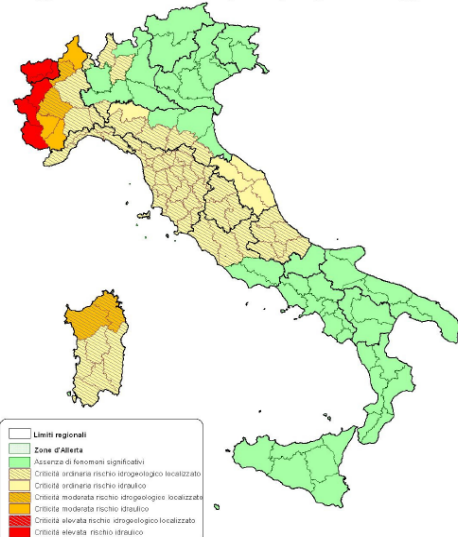 Limiti regionali
Zone d'Allerta
Assenza di fenomeni significativi
Criticità ordinaria rischio idrogeologico localizzato
Criticità ordinaria rischio idraulico
Criticità moderata rischio idrogeologico localizzato
Criticità moderata rischio idraulico
Criticità elevata rischio idrogeologico localizzato
Criticità elevata rischio idraulico